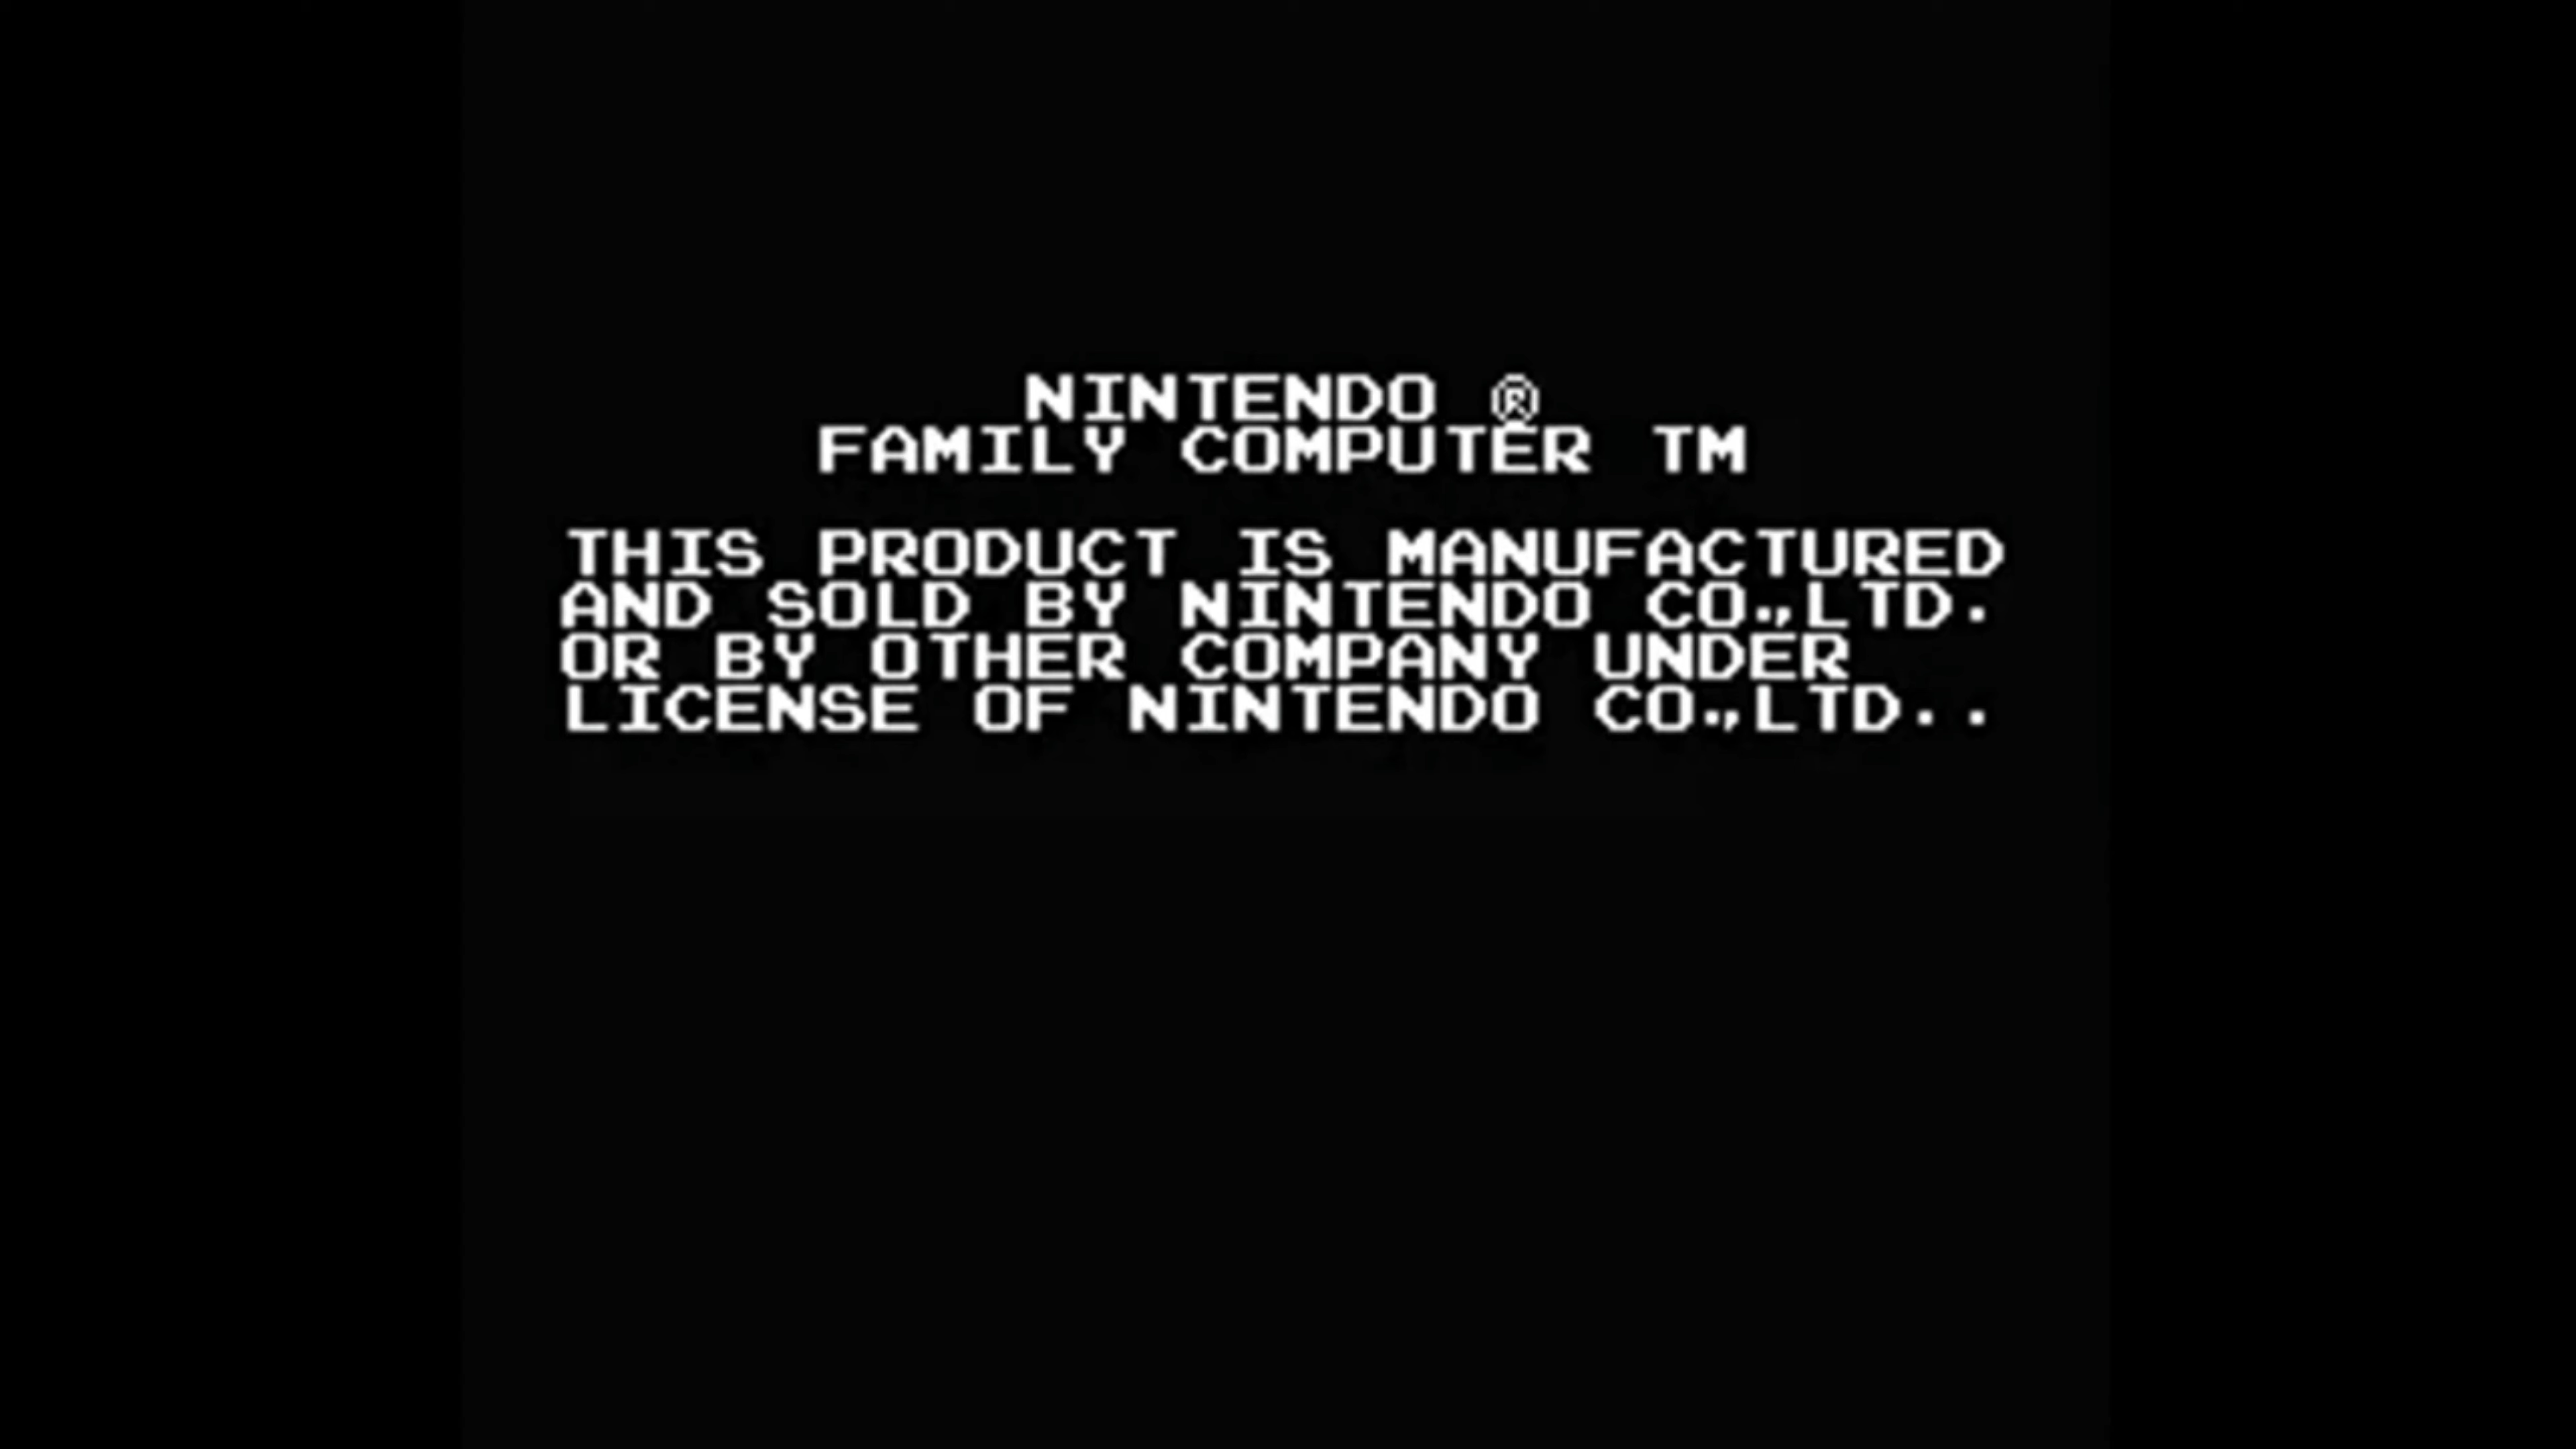 NINTENDO ®
FAMILY COMPUTER TM
THIS PRODUCT IS MANUFACTURED
AND SOLD BY NINTENDO CO.,LTD.
OR BY OTHER COMPANY UNDER
LICENSE OF NINTENDO CO.,LTD..